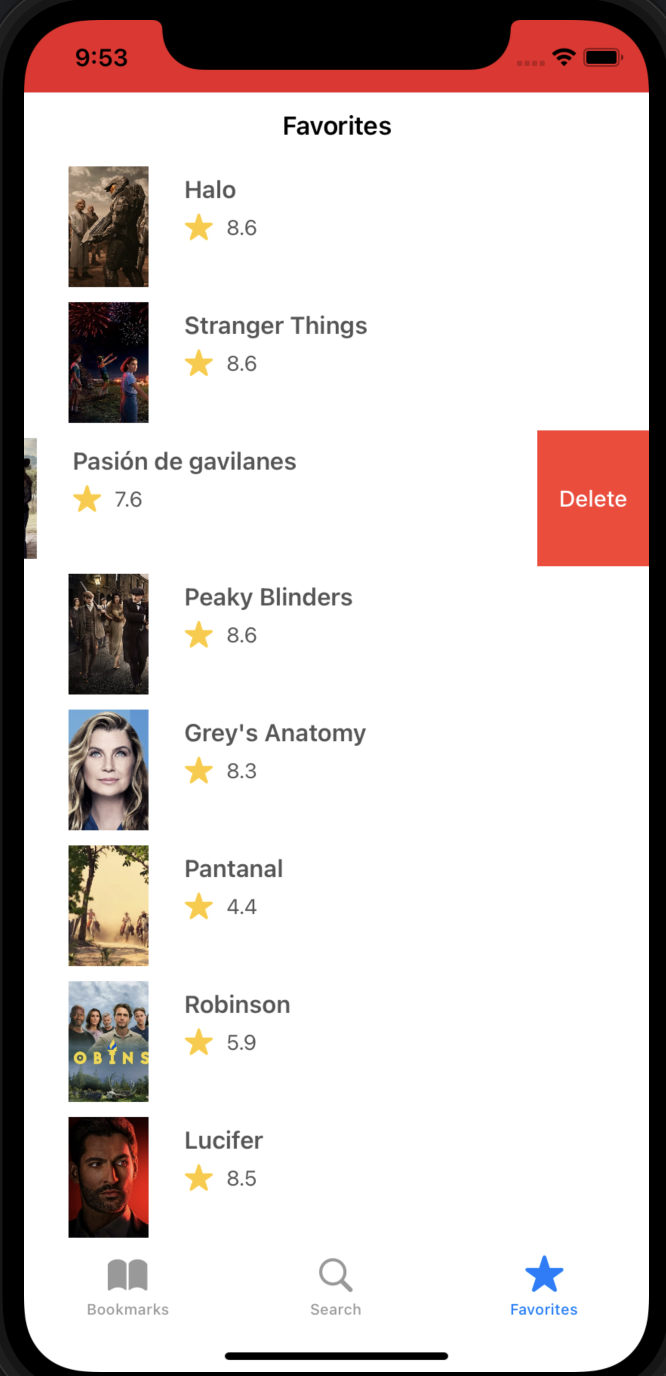 9:53
Favorites
Halo
8.6
Stranger Things
8.6
Pasión de gavilanes
7.6
Delete
Peaky Blinders
8.6
Grey's Anatomy
8.3
Pantanal
4.4
Robinson
5.9
OBINS
Lucifer
8.5
Bookmarks
Search
Favorites